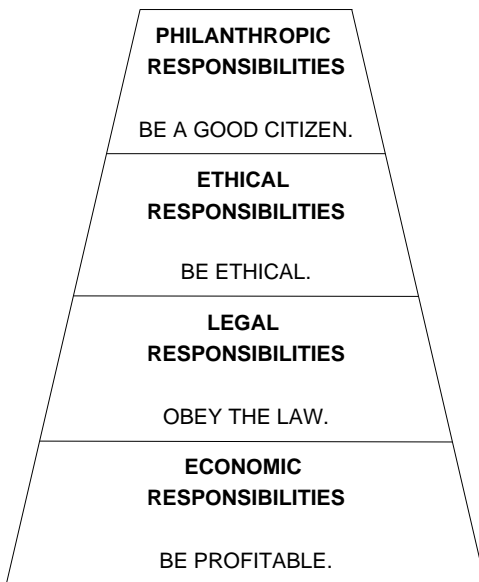 PHILANTHROPIC
RESPONSIBILITIES
BE A GOOD CITIZEN.
ETHICAL
RESPONSIBILITIES
BE ETHICAL.
LEGAL
RESPONSIBILITIES
OBEY THE LAW.
ECONOMIC
RESPONSIBILITIES
BE PROFITABLE.